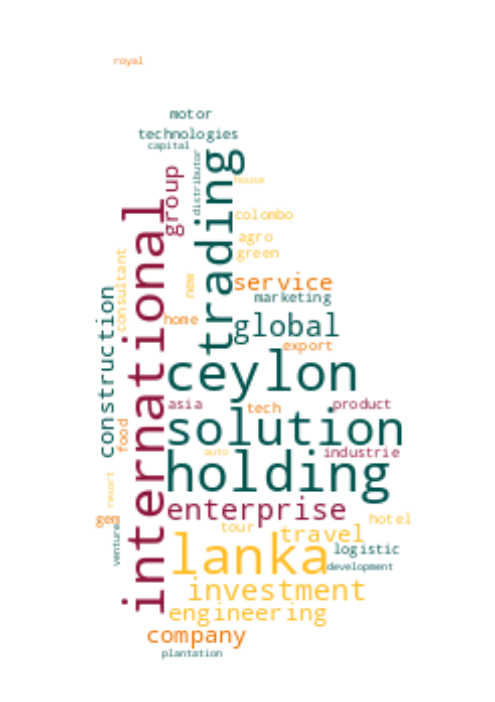 royal
motor
technologies
capital
distributor
trading
group
house
international
colombo
agro
green
consultant
new
service
marketing
construction
home
global
export
ceylon
asia
tech
product
solution
food
auto
industrie
holding
resort
enterprise
gem
tour
hotel
venture
travel
lanka
logistic
development
investment
engineering
company
plantation